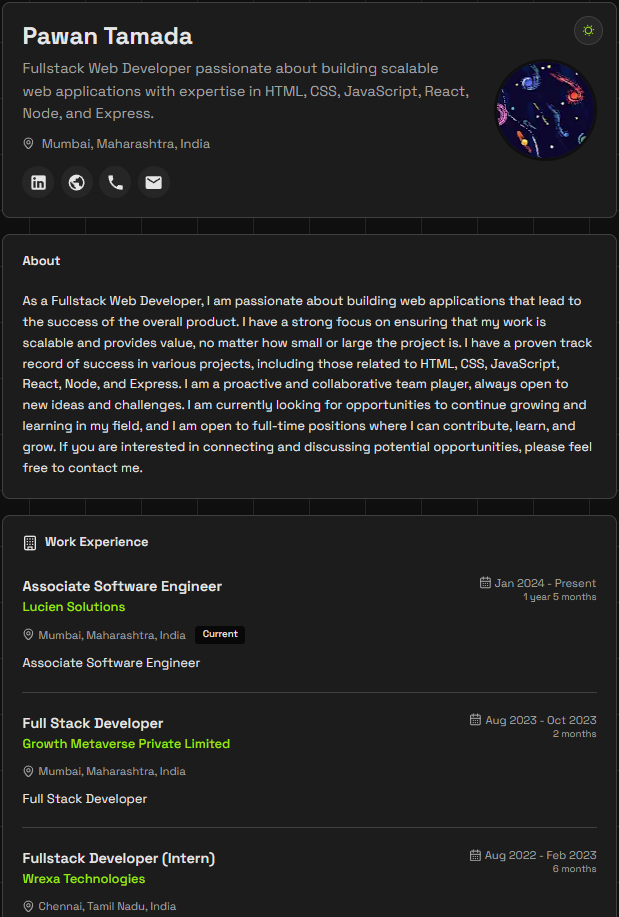 Pawan Tamada
Fullstack Web Developer passionate about building scalable
web applications with expertise in HTML, CSS, JavaScript, React,
Node, and Express.
Mumbai, Maharashtra, India
About
As a Fullstack Web Developer, I am passionate about building web applications that lead to
the success of the overall product. I have a strong focus on ensuring that my work is
scalable and provides value, no matter how small or large the project is. I have a proven track
record of success in various projects, including those related to HTML, CSS, JavaScript,
React, Node, and Express. I am a proactive and collaborative team player, always open to
new ideas and challenges. I am currently looking for opportunities to continue growing and
learning in my field, and I am open to full-time positions where I can contribute, learn, and
grow. If you are interested in connecting and discussing potential opportunities, please feel
free to contact me.
Work Experience
Associate Software Engineer
Jan 2024 - Present
Lucien Solutions
1 year 5 months
Mumbai, Maharashtra, India Current
Associate Software Engineer
Full Stack Developer
Aug 2023 - Oct 2023
Growth Metaverse Private Limited
2 months
Mumbai, Maharashtra, India
Full Stack Developer
Fullstack Developer (Intern)
Aug 2022 - Feb 2023
Wrexa Technologies
6 months
Chennai, Tamil Nadu, India